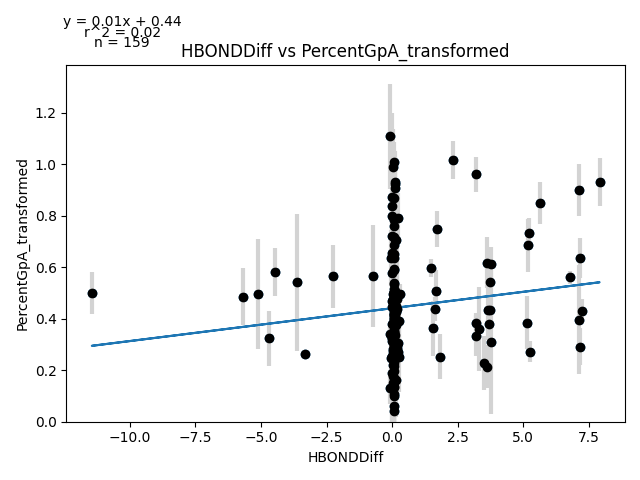 y = 0.01x + 0.44
r^2 = 0.02
n = 159
HBONDDiff vs PercentGpA_transformed
PercentGpA_transformed
1.2
1.0
0.8
0.6
0.4
0.2
0.0
−10.0
−7.5
−5.0
−2.5
0.0
2.5
5.0
7.5
HBONDDiff